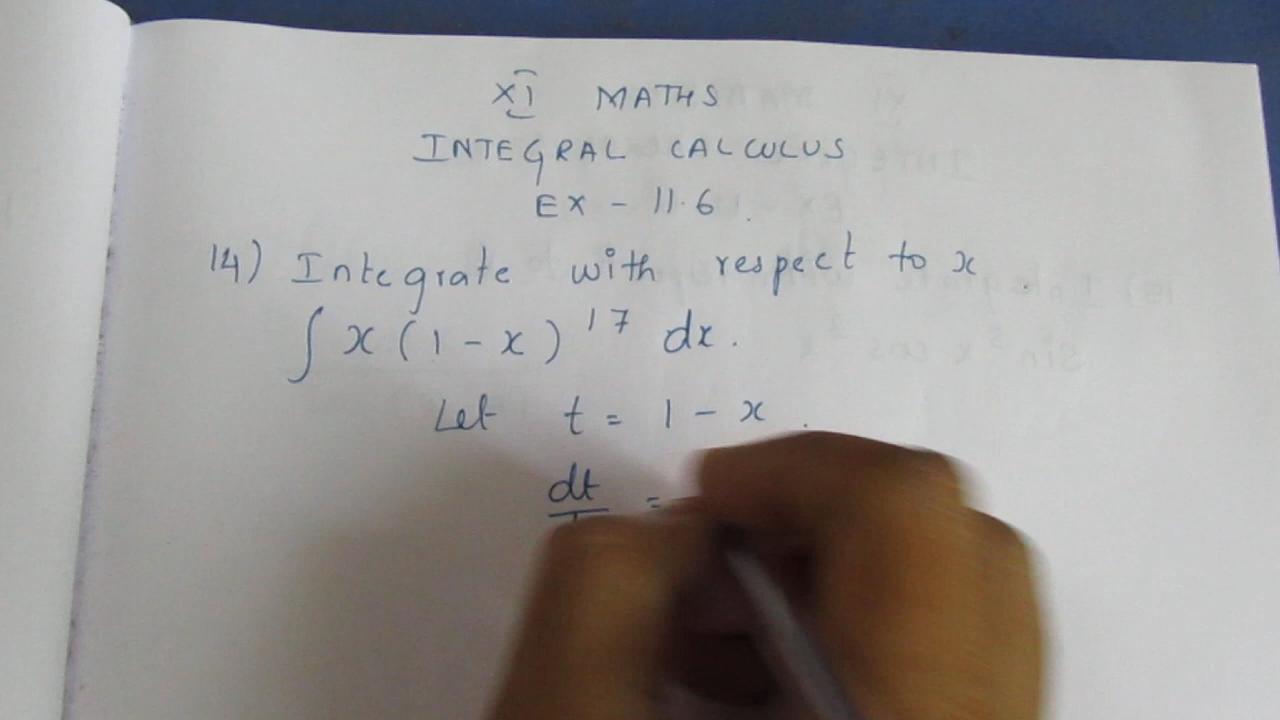 XI MATHS
INTEGRAL CALCULUS
EX - 11.6.
14) Integrate with respect to x
∫ x (1 - x)¹⁷ dx.
Let t = 1 - x.
dt =